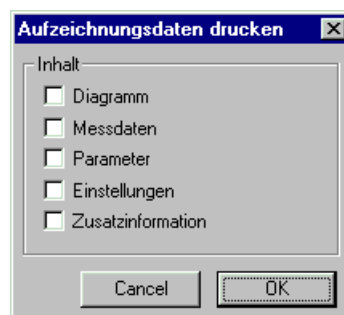 Aufzeichnungsdaten drucken
Inhalt
Diagramm
Messdaten
Parameter
Einstellungen
Zusatzinformation
Cancel OK